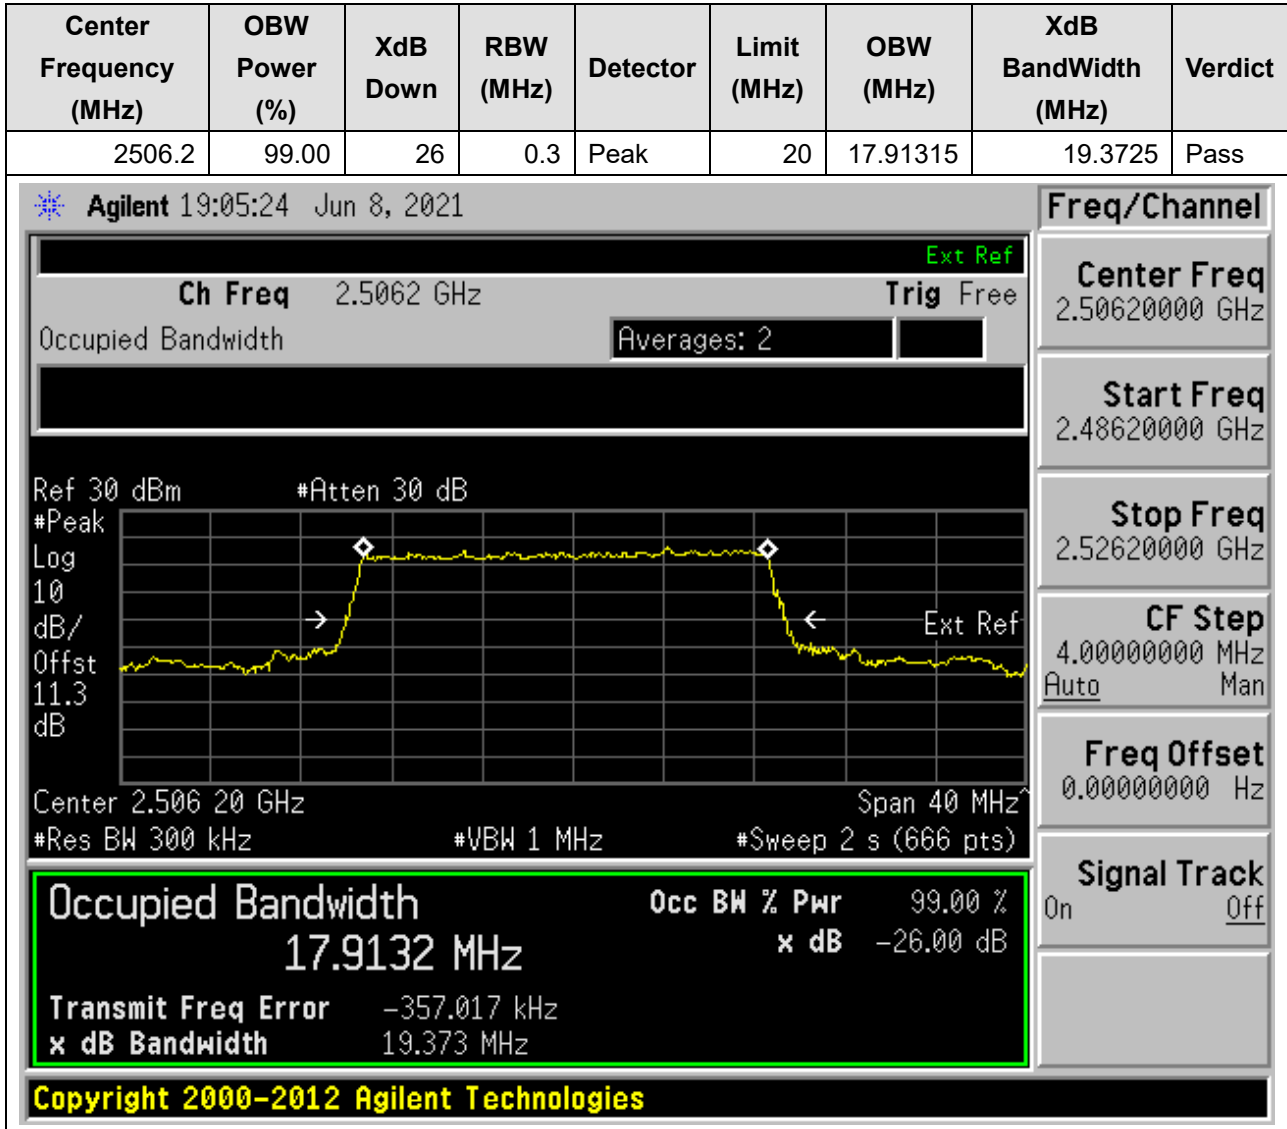 Center Frequency (MHz) OBW Power (%) XdB Down RBW (MHz) Detector Limit (MHz) OBW (MHz) XdB BandWidth (MHz) Verdict
2506.2 99.00 26 0.3 Peak 20 17.91315 19.3725 Pass
Agilent 19:05:24 Jun 8, 2021
Freq/Channel
Ext Ref
Ch Freq 2.5062 GHz Trig Free
Occupied Bandwidth Averages: 2
Center Freq
2.50620000 GHz
Start Freq
2.48620000 GHz
Stop Freq
2.52620000 GHz
CF Step
4.00000000 MHz
Auto Man
Freq Offset
0.00000000 Hz
Signal Track
On Off
Ref 30 dBm #Atten 30 dB
#Peak
Log
10
dB/
Offst
11.3
dB
Ext Ref
Center 2.506 20 GHz Span 40 MHz^
#Res BW 300 kHz #VBW 1 MHz #Sweep 2 s (666 pts)
Occupied Bandwidth
17.9132 MHz
Occ BW % Pwr 99.00 %
x dB -26.00 dB
Transmit Freq Error -357.017 kHz
x dB Bandwidth 19.373 MHz
Copyright 2000-2012 Agilent Technologies